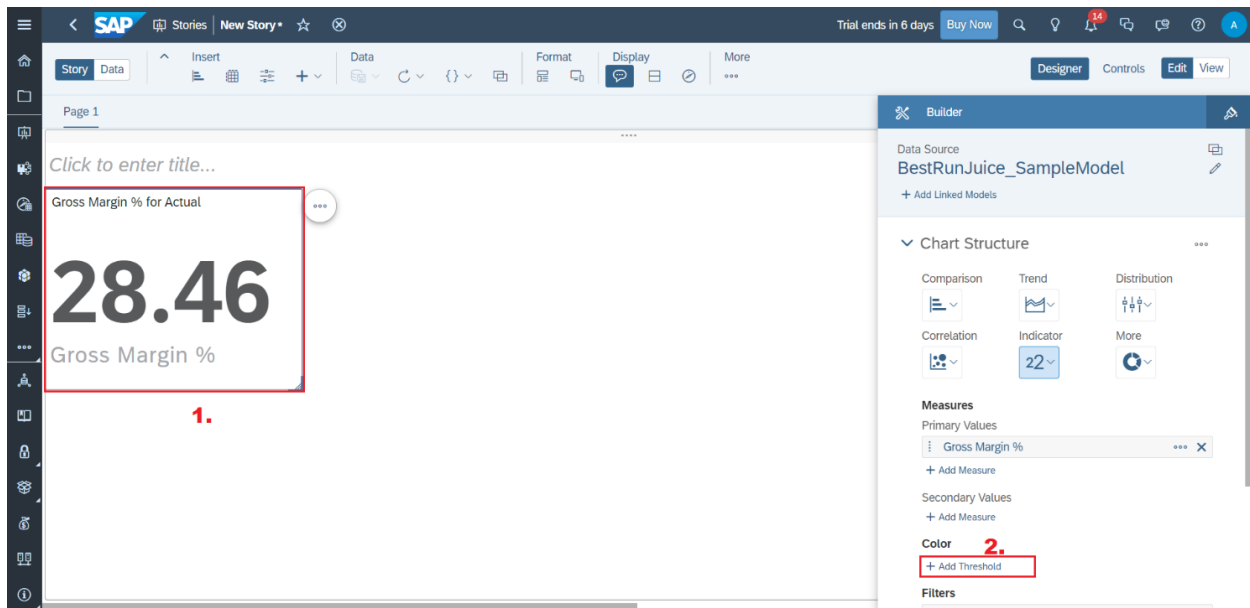 SAP Stories New Story* Trial ends in 6 days Buy Now 14 A
Story Data Insert Data Format Display More Designer Controls Edit View
Page 1
Builder
Click to enter title...
Data Source
BestRunJuice_SampleModel
+ Add Linked Models
Gross Margin % for Actual
28.46
Gross Margin %
1.
Chart Structure
Comparison Trend Distribution
Correlation Indicator More
22
Measures
Primary Values
Gross Margin %
+ Add Measure
Secondary Values
+ Add Measure
Color 2.
+ Add Threshold
Filters